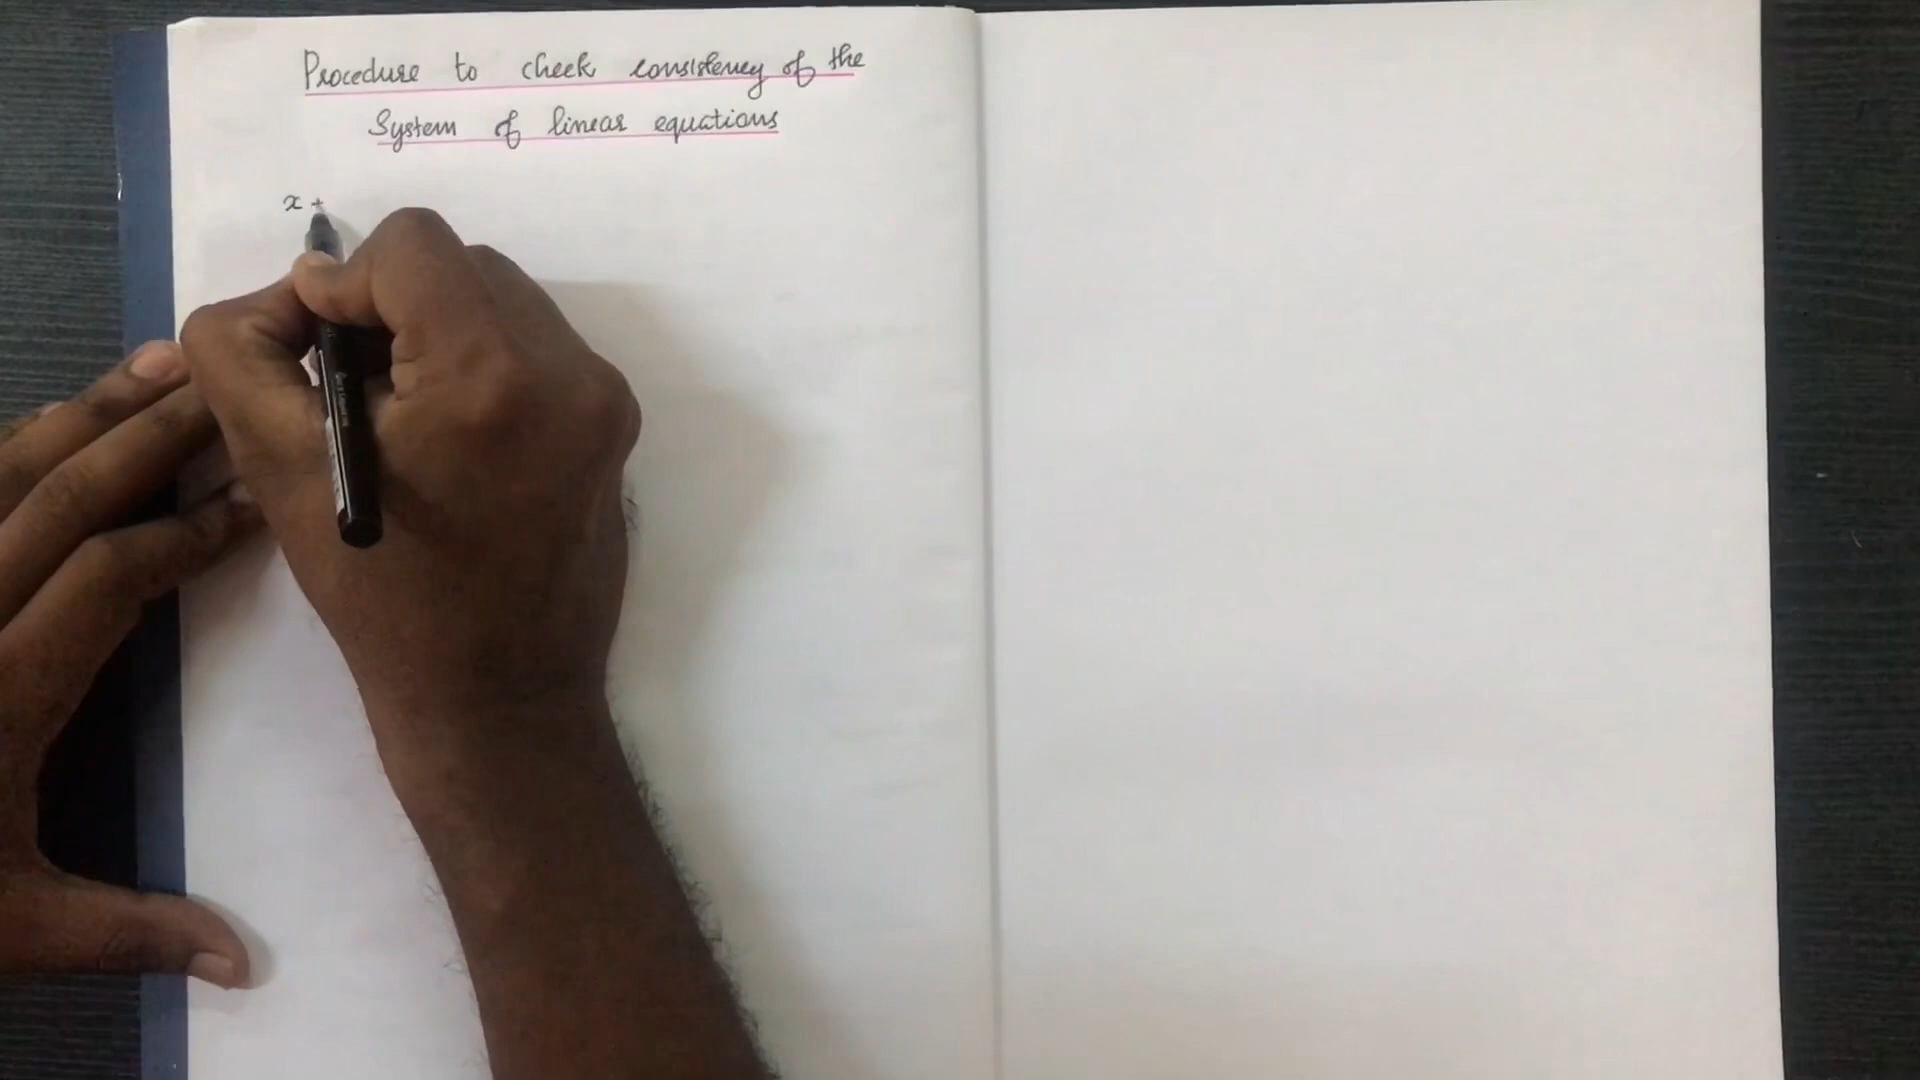 Procedure to check consistency of the
System of linear equations
x +